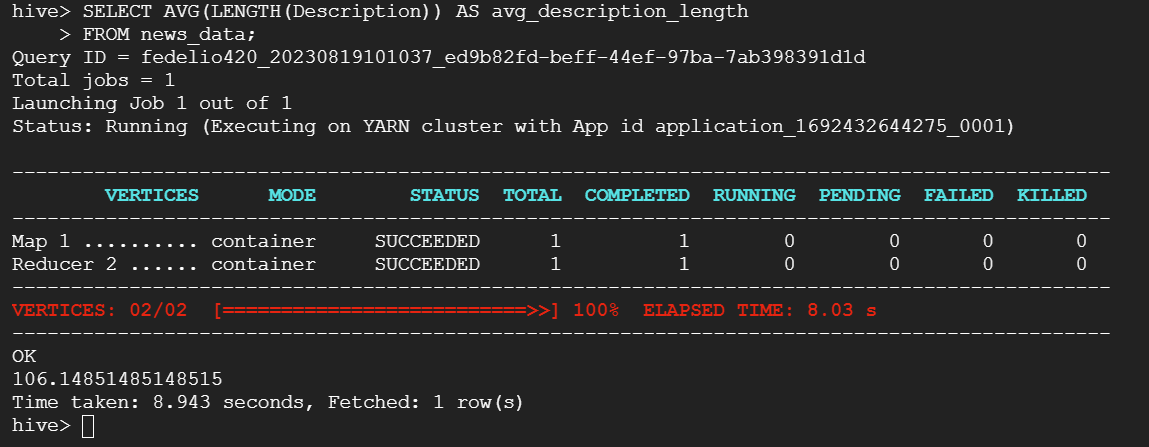 hive> SELECT AVG(LENGTH(Description)) AS avg_description_length
    > FROM news_data;
Query ID = fedelio420_20230819101037_ed9b82fd-beff-44ef-97ba-7ab398391d1d
Total jobs = 1
Launching Job 1 out of 1
Status: Running (Executing on YARN cluster with App id application_1692432644275_0001)
----------------------------------------------------------------------------------------------
        VERTICES      MODE        STATUS  TOTAL  COMPLETED  RUNNING  PENDING  FAILED  KILLED
----------------------------------------------------------------------------------------------
Map 1 .......... container     SUCCEEDED      1          1        0        0       0       0
Reducer 2 ...... container     SUCCEEDED      1          1        0        0       0       0
----------------------------------------------------------------------------------------------
VERTICES: 02/02  [==========================>>] 100%  ELAPSED TIME: 8.03 s
----------------------------------------------------------------------------------------------
OK
106.14851485148515
Time taken: 8.943 seconds, Fetched: 1 row(s)
hive>